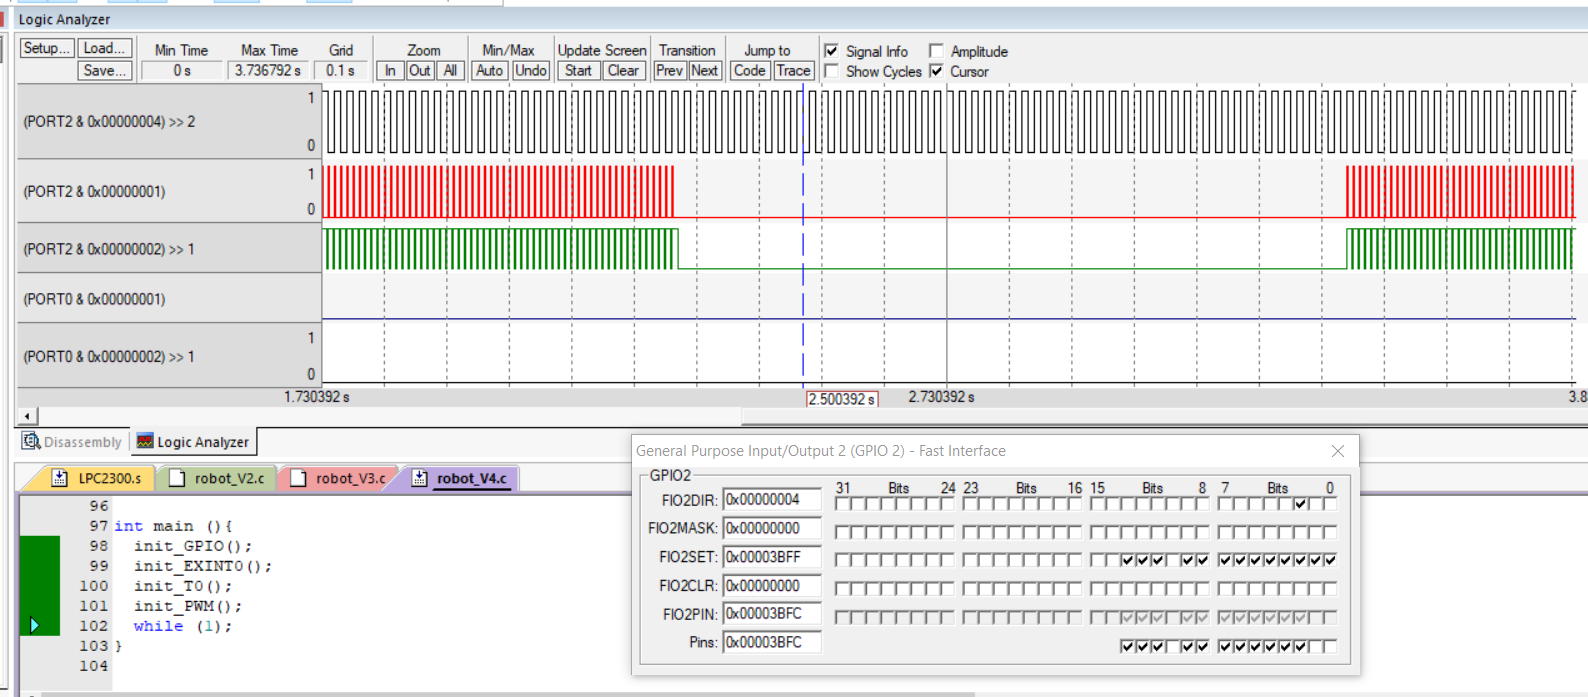 Logic Analyzer
Setup... Load... Min Time Max Time Grid Zoom Min/Max Update Screen Transition Jump to Signal Info Amplitude
Save... 0 s 3.736792 s 0.1 s In Out All Auto Undo Start Clear Prev Next Code Trace Show Cycles Cursor
1
(PORT2 & 0x00000004) >> 2
0
1
(PORT2 & 0x00000001)
0
(PORT2 & 0x00000002) >> 1
(PORT0 & 0x00000001)
1
(PORT0 & 0x00000002) >> 1
0
1.730392 s 2.500392 s 2.730392 s 3.8
Disassembly Logic Analyzer
LPC2300.s robot_V2.c robot_V3.c robot_V4.c
96
97 int main (){
98 init_GPIO();
99 init_EXINT0();
100 init_T0();
101 init_PWM();
102 while (1);
103 }
104
General Purpose Input/Output 2 (GPIO 2) - Fast Interface
GPIO2
31 Bits 24 23 Bits 16 15 Bits 8 7 Bits 0
FIO2DIR: 0x00000004
FIO2MASK: 0x00000000
FIO2SET: 0x00003BFF
FIO2CLR: 0x00000000
FIO2PIN: 0x00003BFC
Pins: 0x00003BFC